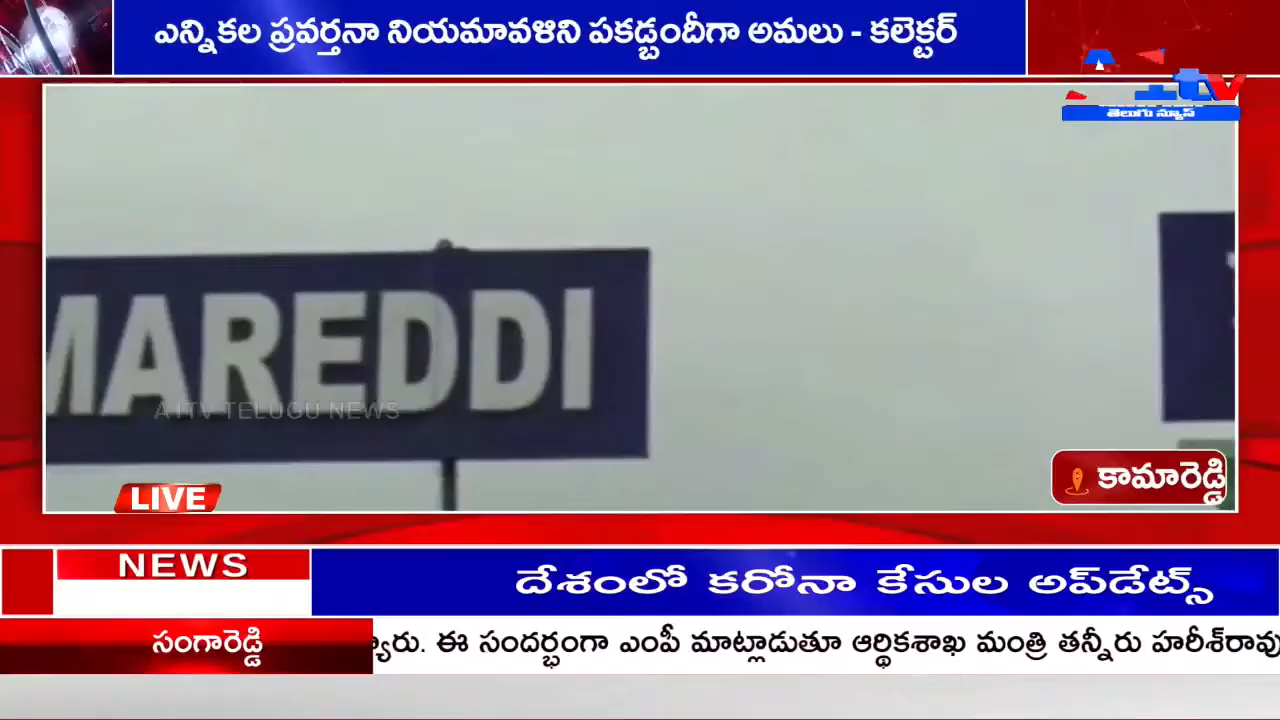 ఎన్నికల ప్రవర్తనా నియమావళిని పకడ్బందీగా అమలు - కలెక్టర్
తెలుగు న్యూస్
MAREDDI
A ITV TELUGU NEWS
కామారెడ్డి
LIVE
NEWS
దేశంలో కరోనా కేసుల అప్‌డేట్స్
సంగారెడ్డి
ఈ సందర్భంగా ఎంపీ మాట్లాడుతూ ఆర్థికశాఖ మంత్రి తన్నీరు హరీశ్‌రావు